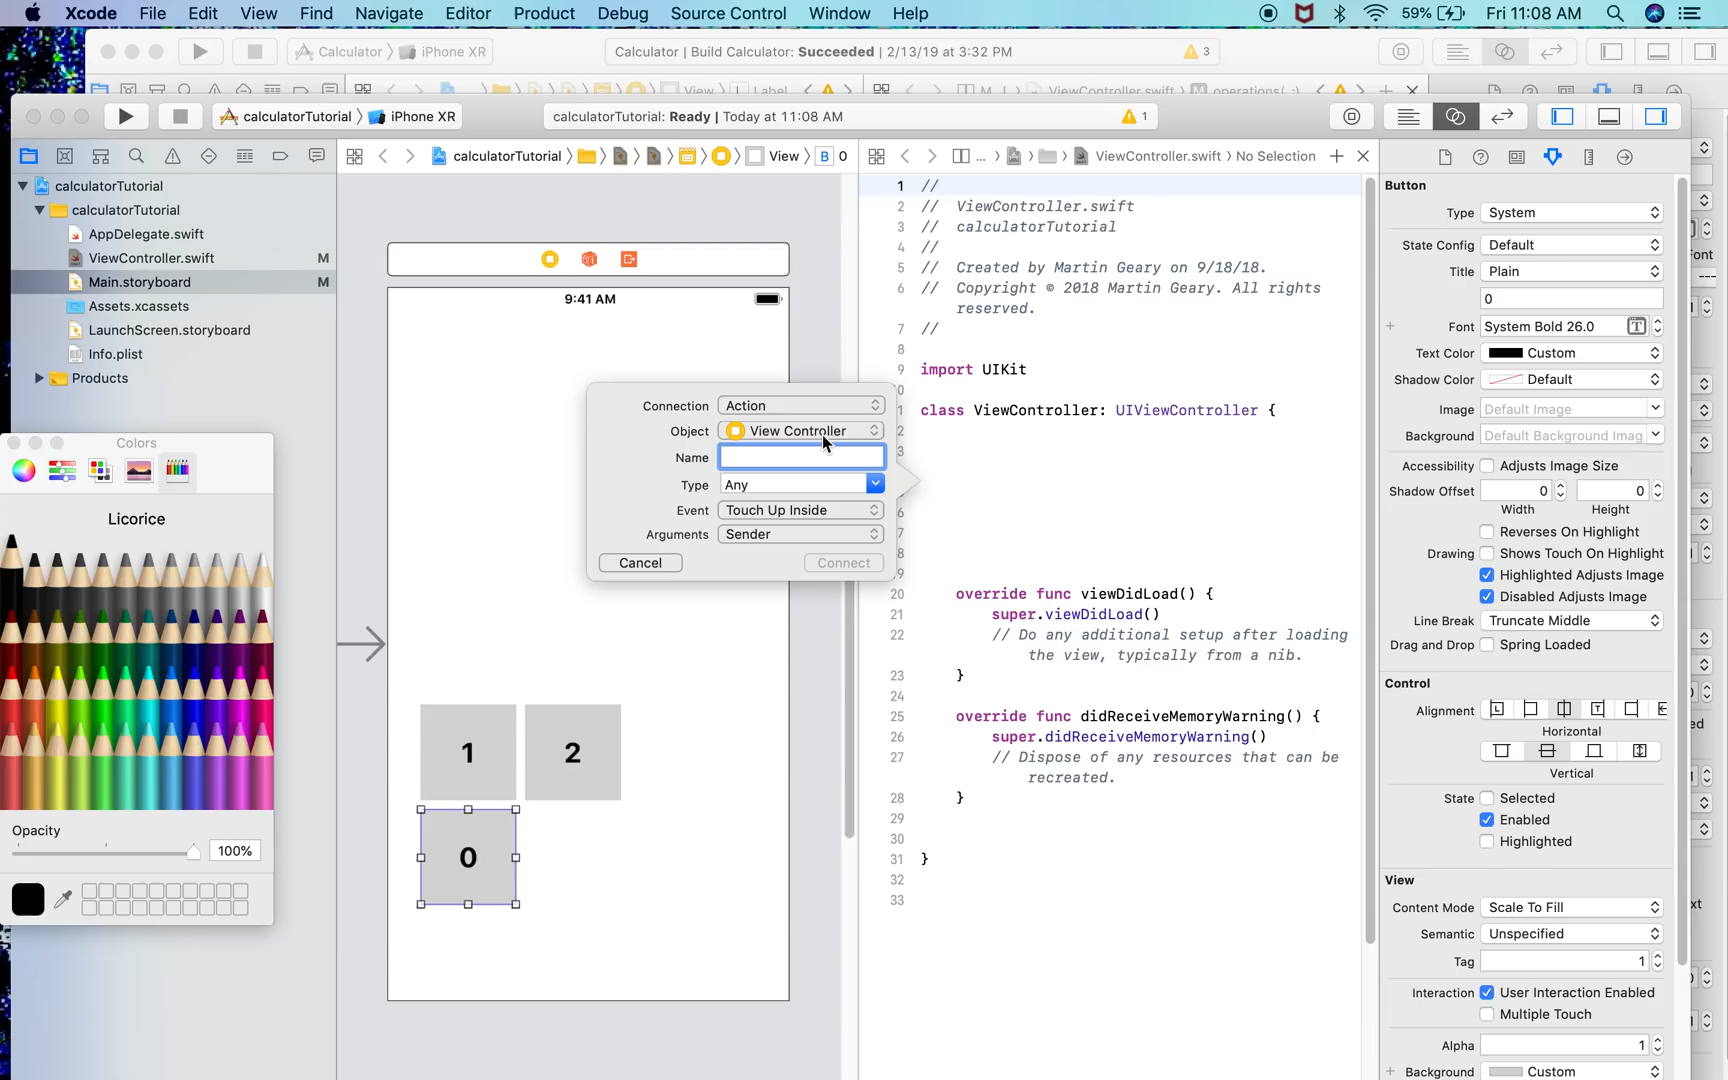 Xcode File Edit View Find Navigate Editor Product Debug Source Control Window Help 59% Fri 11:08 AM
Calculator iPhone XR Calculator | Build Calculator: Succeeded | 2/13/19 at 3:32 PM 3
View Label ViewController.swift operations(_:)
calculatorTutorial iPhone XR calculatorTutorial: Ready | Today at 11:08 AM 1
calculatorTutorial View B 0 ... ViewController.swift No Selection
calculatorTutorial
calculatorTutorial
AppDelegate.swift
ViewController.swift M
Main.storyboard M
Assets.xcassets
LaunchScreen.storyboard
Info.plist
Products
Colors
Licorice
Opacity
100%
9:41 AM
1 2
0
Connection Action
Object View Controller
Name
Type Any
Event Touch Up Inside
Arguments Sender
Cancel Connect
1 //
2 // ViewController.swift
3 // calculatorTutorial
4 //
5 // Created by Martin Geary on 9/18/18.
6 // Copyright © 2018 Martin Geary. All rights
reserved.
7 //
8
9 import UIKit
0
1 class ViewController: UIViewController {
2
3
6
7
8
9
20 override func viewDidLoad() {
21 super.viewDidLoad()
22 // Do any additional setup after loading
the view, typically from a nib.
23 }
24
25 override func didReceiveMemoryWarning() {
26 super.didReceiveMemoryWarning()
27 // Dispose of any resources that can be
recreated.
28 }
29
30
31 }
32
33
Button
Type System
State Config Default
Title Plain
0
Font System Bold 26.0
Text Color Custom
Shadow Color Default
Image Default Image
Background Default Background Imag
Accessibility Adjusts Image Size
Shadow Offset 0 0
Width Height
Reverses On Highlight
Drawing Shows Touch On Highlight
Highlighted Adjusts Image
Disabled Adjusts Image
Line Break Truncate Middle
Drag and Drop Spring Loaded
Control
Alignment
Horizontal
Vertical
State Selected
Enabled
Highlighted
View
Content Mode Scale To Fill
Semantic Unspecified
Tag 1
Interaction User Interaction Enabled
Multiple Touch
Alpha 1
Background Custom